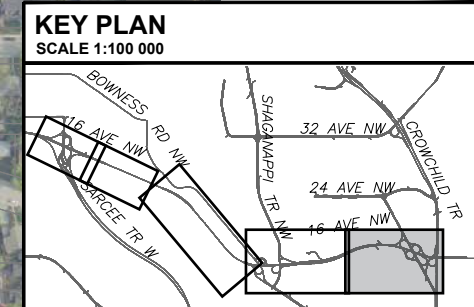 KEY PLAN
SCALE 1:100 000
BOWNESS RD NW
16 AVE NW
SARCEE TR W
SHAGANAPPI TR NW
32 AVE NW
CROWCHILD TR
24 AVE NW
16 AVE NW